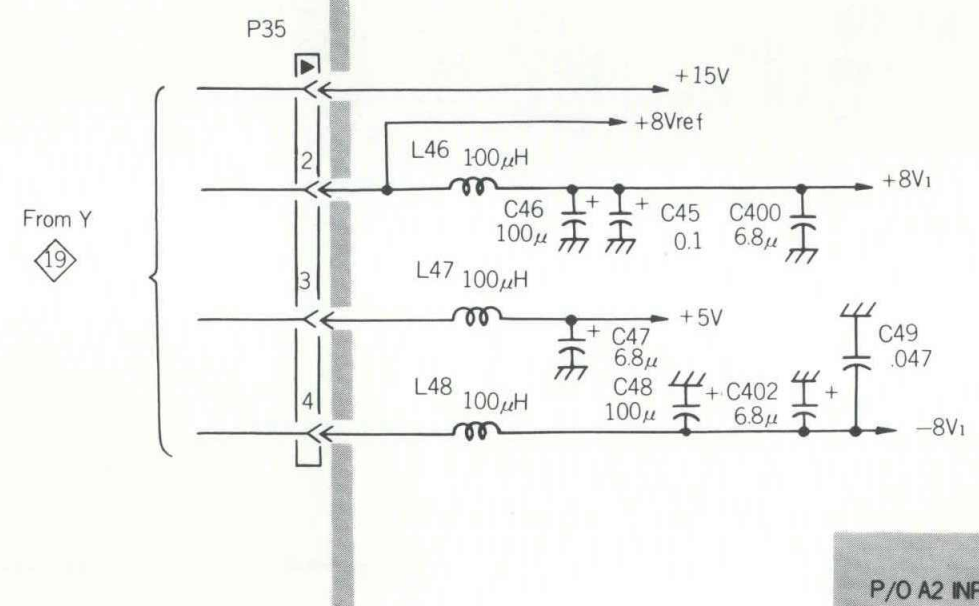 P35
+15V
+8Vref
2
L46 100μH
+8V1
C46
100μ
+
+
C45
0.1
C400
6.8μ
From Y
19
3
L47 100μH
+5V
+
C47
6.8μ
C49
.047
4
L48 100μH
C48
100μ
+
C402
6.8μ
+
−8V1
P/O A2